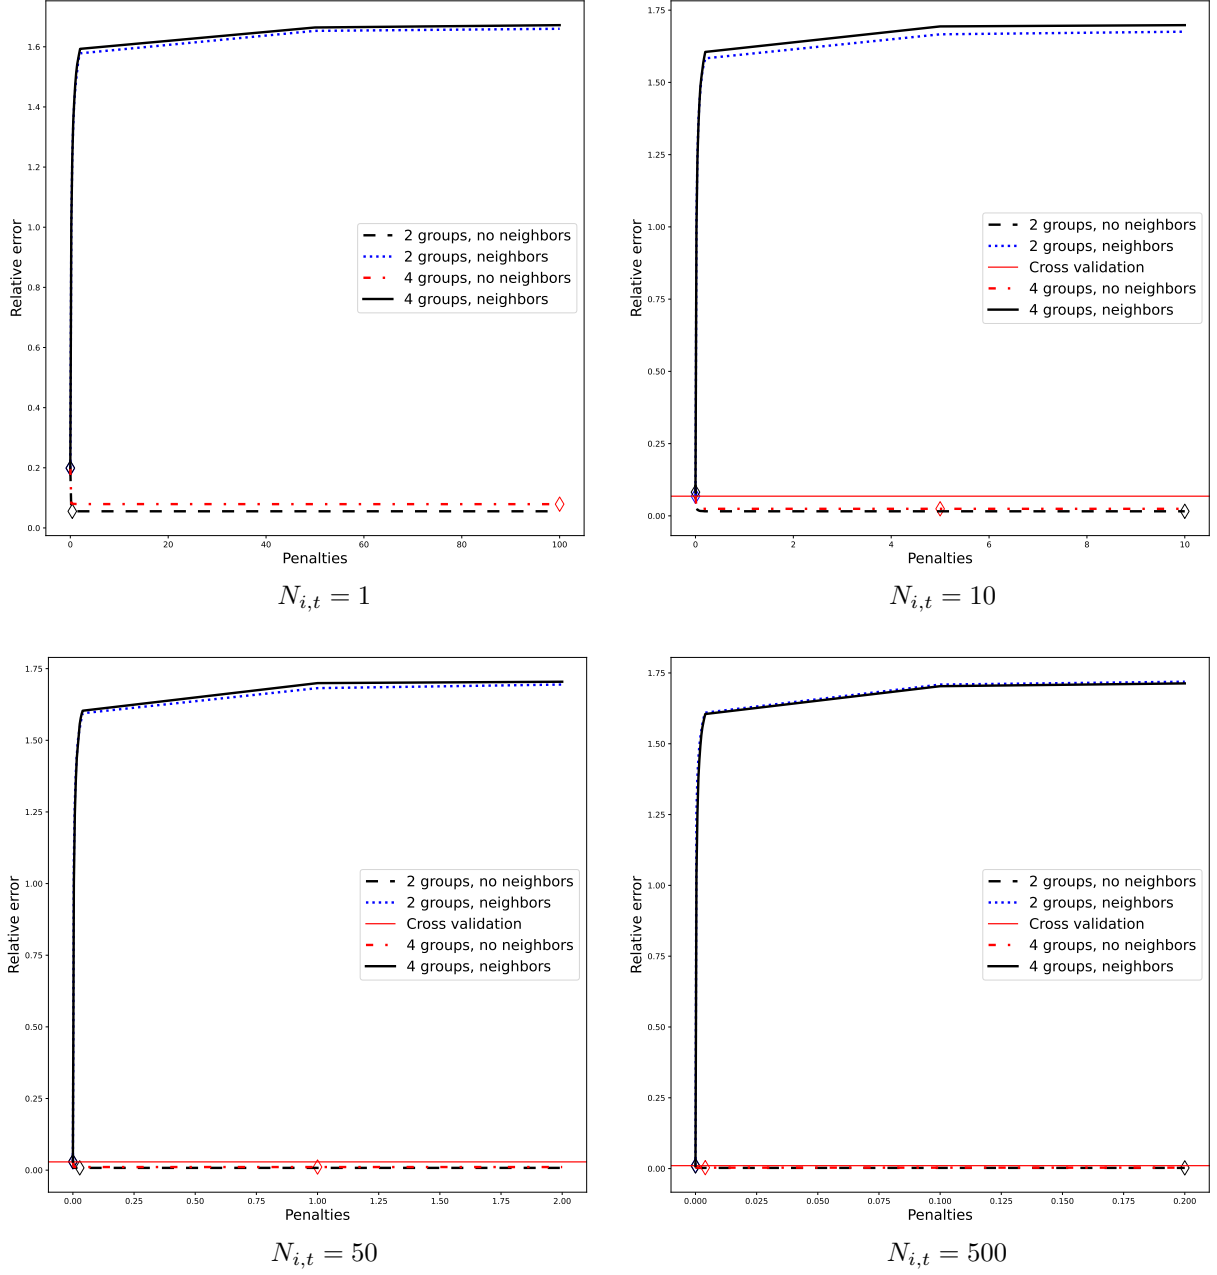 Relative error
1.6
1.4
1.2
1.0
0.8
0.6
0.4
0.2
0.0
0 20 40 60 80 100
Penalties
2 groups, no neighbors
2 groups, neighbors
4 groups, no neighbors
4 groups, neighbors
N_{i,t} = 1
Relative error
1.75
1.50
1.25
1.00
0.75
0.50
0.25
0.00
0 2 4 6 8 10
Penalties
2 groups, no neighbors
2 groups, neighbors
Cross validation
4 groups, no neighbors
4 groups, neighbors
N_{i,t} = 10
Relative error
1.75
1.50
1.25
1.00
0.75
0.50
0.25
0.00
0.00 0.25 0.50 0.75 1.00 1.25 1.50 1.75 2.00
Penalties
2 groups, no neighbors
2 groups, neighbors
Cross validation
4 groups, no neighbors
4 groups, neighbors
N_{i,t} = 50
Relative error
1.75
1.50
1.25
1.00
0.75
0.50
0.25
0.00
0.000 0.025 0.050 0.075 0.100 0.125 0.150 0.175 0.200
Penalties
2 groups, no neighbors
2 groups, neighbors
Cross validation
4 groups, no neighbors
4 groups, neighbors
N_{i,t} = 500